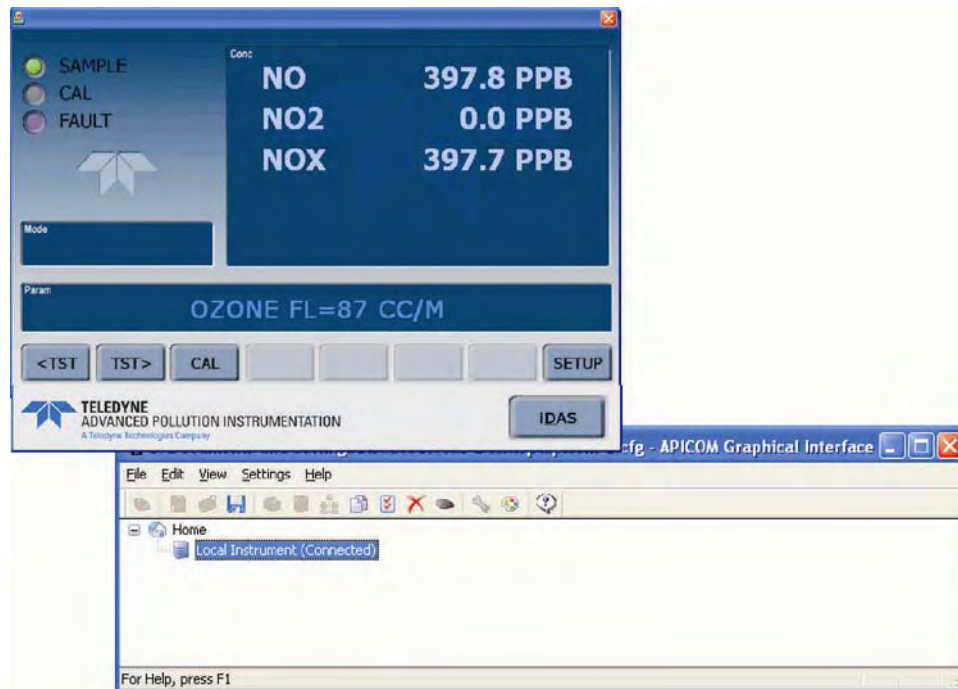 SAMPLE
CAL
FAULT
Conc
NO 397.8 PPB
NO2 0.0 PPB
NOX 397.7 PPB
Mode
Param
OZONE FL=87 CC/M
<TST TST> CAL SETUP
TELEDYNE
ADVANCED POLLUTION INSTRUMENTATION
A Teledyne Technologies Company
iDAS
cfg - APICOM Graphical Interface
File Edit View Settings Help
Home
Local Instrument (Connected)
For Help, press F1